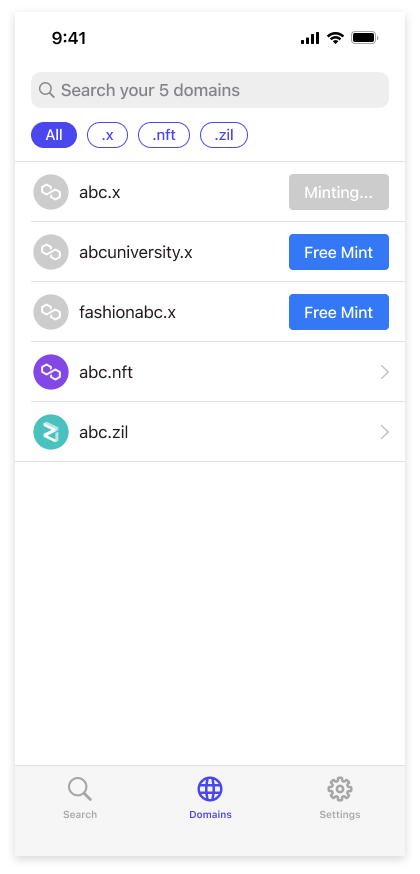 9:41
Search your 5 domains
All .x .nft .zil
abc.x Minting...
abcuniversity.x Free Mint
fashionabc.x Free Mint
abc.nft
abc.zil
Search Domains Settings